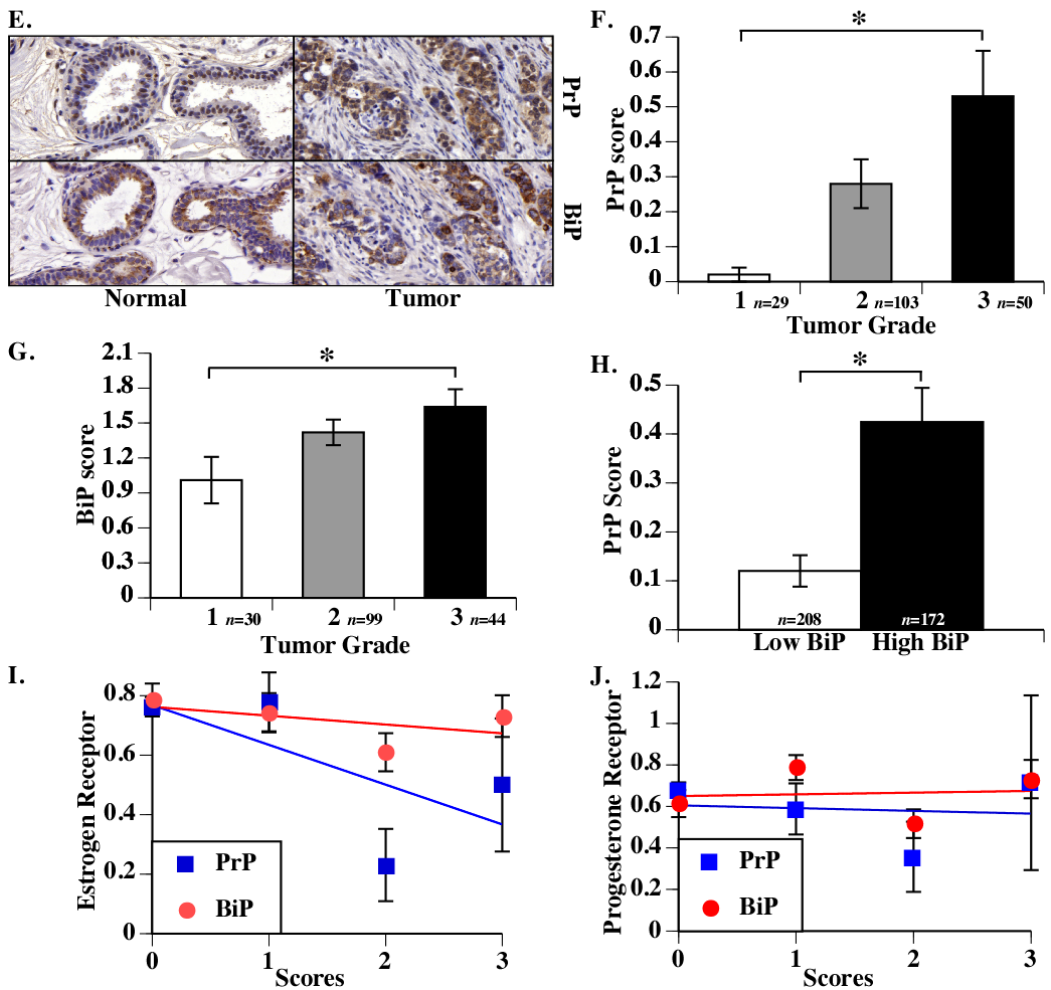 E.
PrP
BiP
Normal Tumor
F.
*
PrP score
0.7
0.6
0.5
0.4
0.3
0.2
0.1
0
1 n=29 2 n=103 3 n=50
Tumor Grade
G.
*
BiP score
2.1
1.8
1.5
1.2
0.9
0.6
0.3
0
1 n=30 2 n=99 3 n=44
Tumor Grade
H.
*
PrP Score
0.5
0.4
0.3
0.2
0.1
0
n=208 n=172
Low BiP High BiP
I.
Estrogen Receptor
0.8
0.6
0.4
0.2
0
PrP
BiP
0 1 2 3
Scores
J.
Progesterone Receptor
1.2
1
0.8
0.6
0.4
0.2
0
PrP
BiP
0 1 2 3
Scores